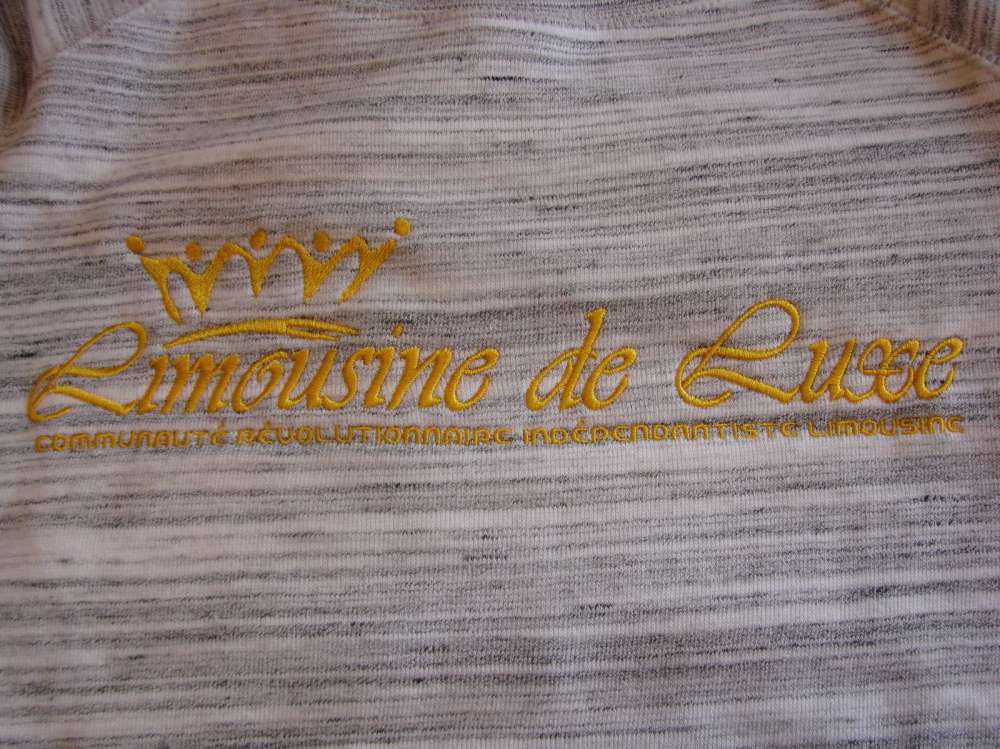 Limousine de Luxe
COMMUNAUTÉ RÉVOLUTIONNAIRE INDÉPENDANTISTE LIMOUSINE